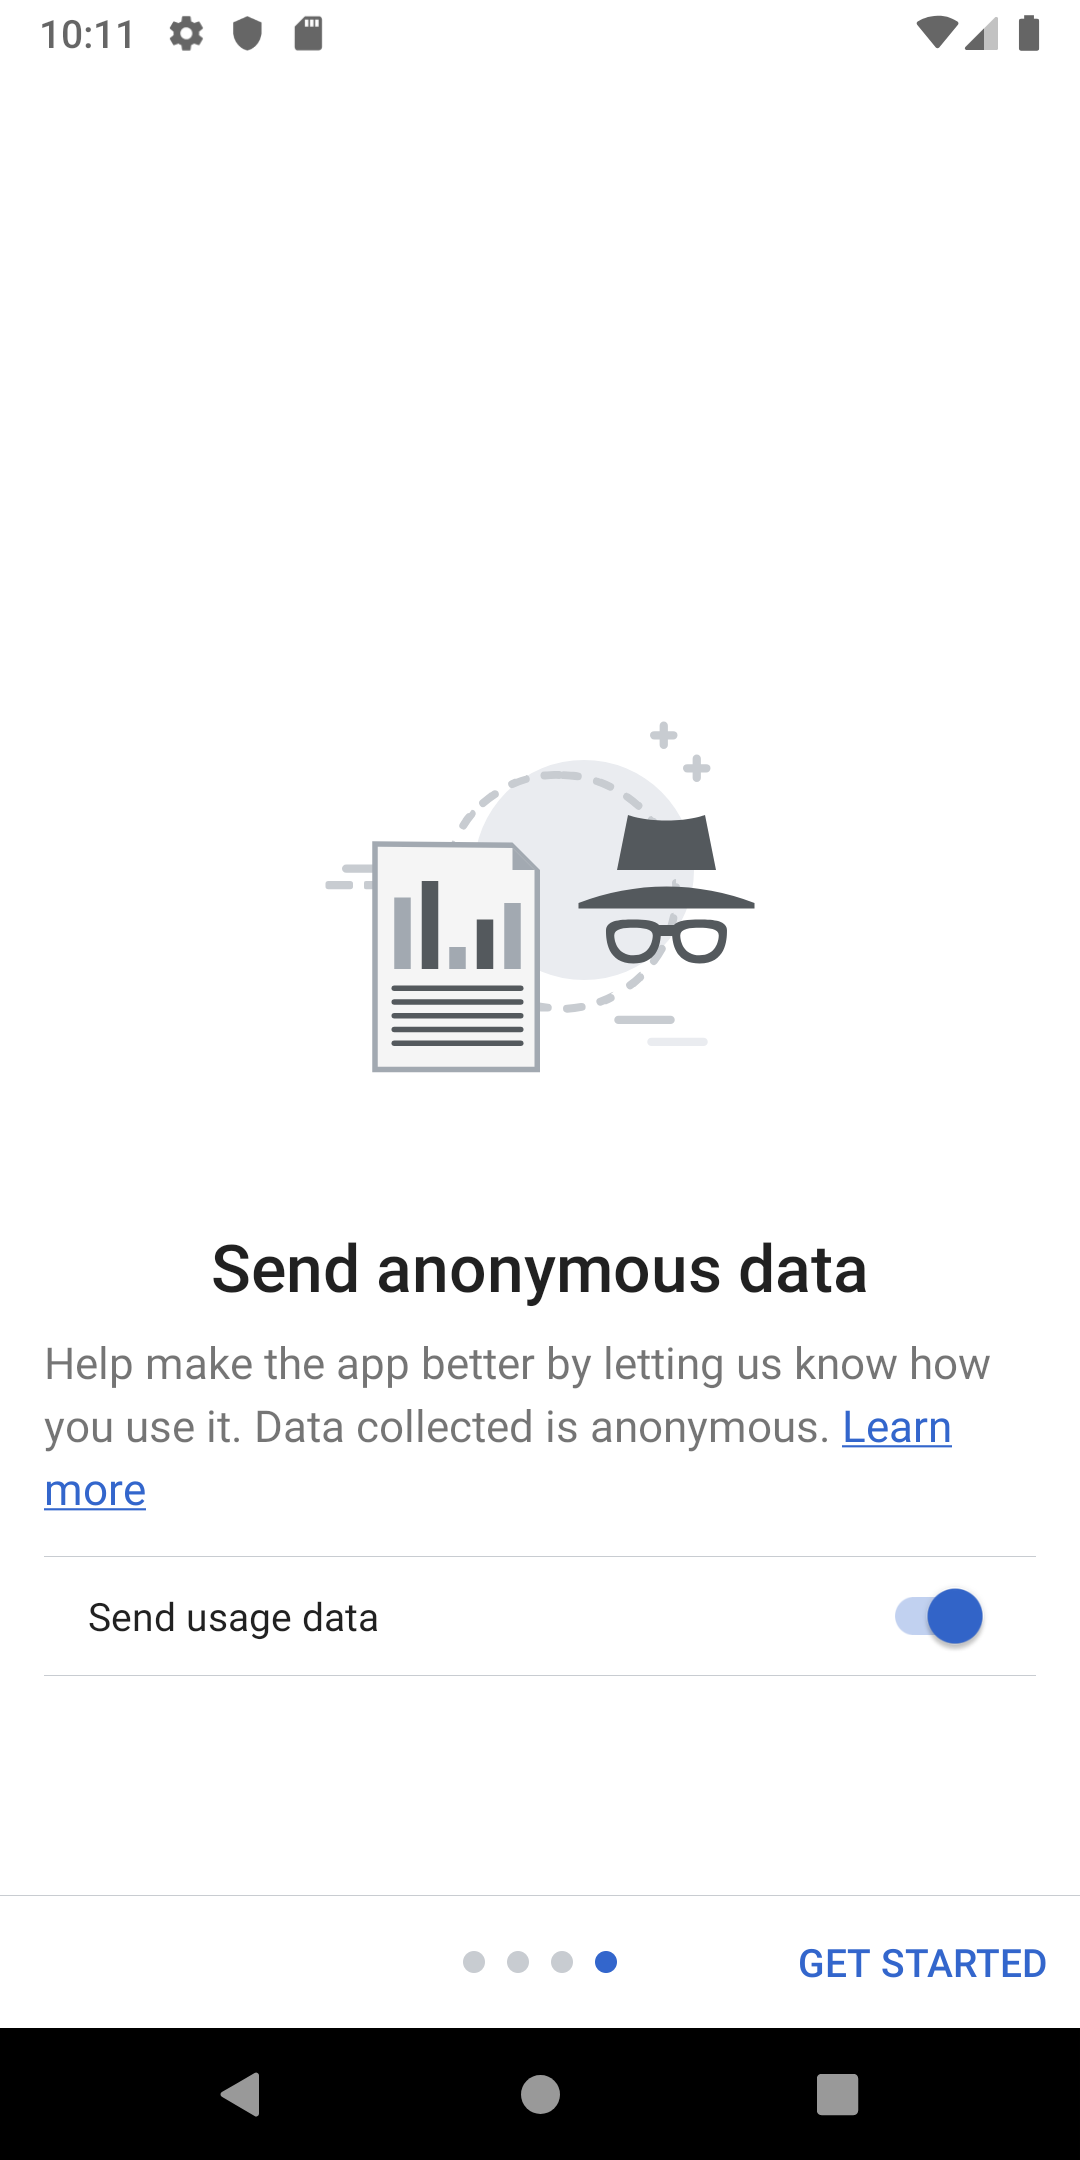 10:11
Send anonymous data
Help make the app better by letting us know how
you use it. Data collected is anonymous. Learn
more
Send usage data
GET STARTED